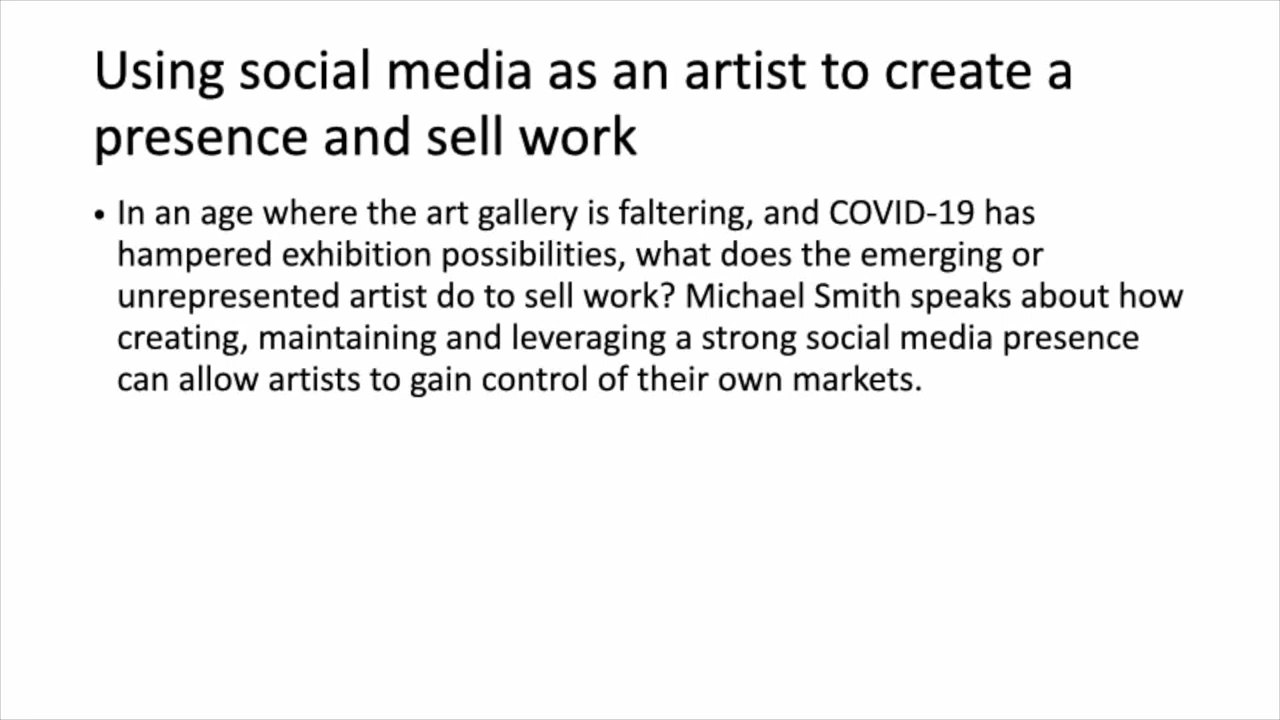 Using social media as an artist to create a
presence and sell work
• In an age where the art gallery is faltering, and COVID-19 has
hampered exhibition possibilities, what does the emerging or
unrepresented artist do to sell work? Michael Smith speaks about how
creating, maintaining and leveraging a strong social media presence
can allow artists to gain control of their own markets.